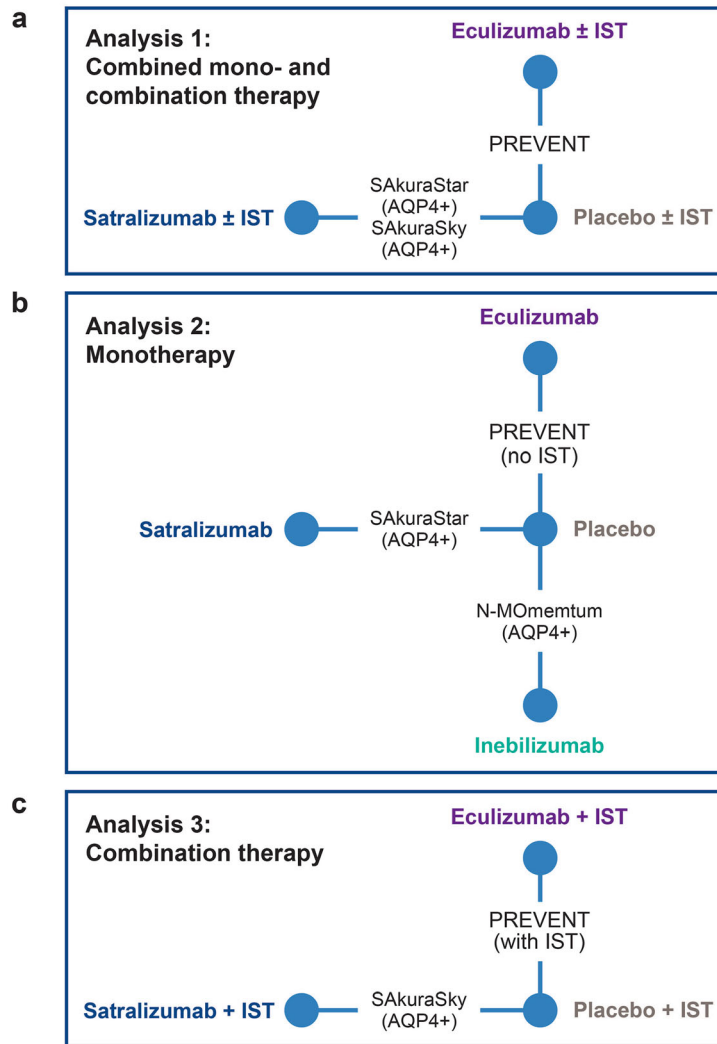 a
Analysis 1:
Combined mono- and
combination therapy
Eculizumab ± IST
PREVENT
Satralizumab ± IST
SAkuraStar
(AQP4+)
SAkuraSky
(AQP4+)
Placebo ± IST
b
Analysis 2:
Monotherapy
Eculizumab
PREVENT
(no IST)
Satralizumab
SAkuraStar
(AQP4+)
Placebo
N-MOmemtum
(AQP4+)
Inebilizumab
c
Analysis 3:
Combination therapy
Eculizumab + IST
PREVENT
(with IST)
Satralizumab + IST
SAkuraSky
(AQP4+)
Placebo + IST